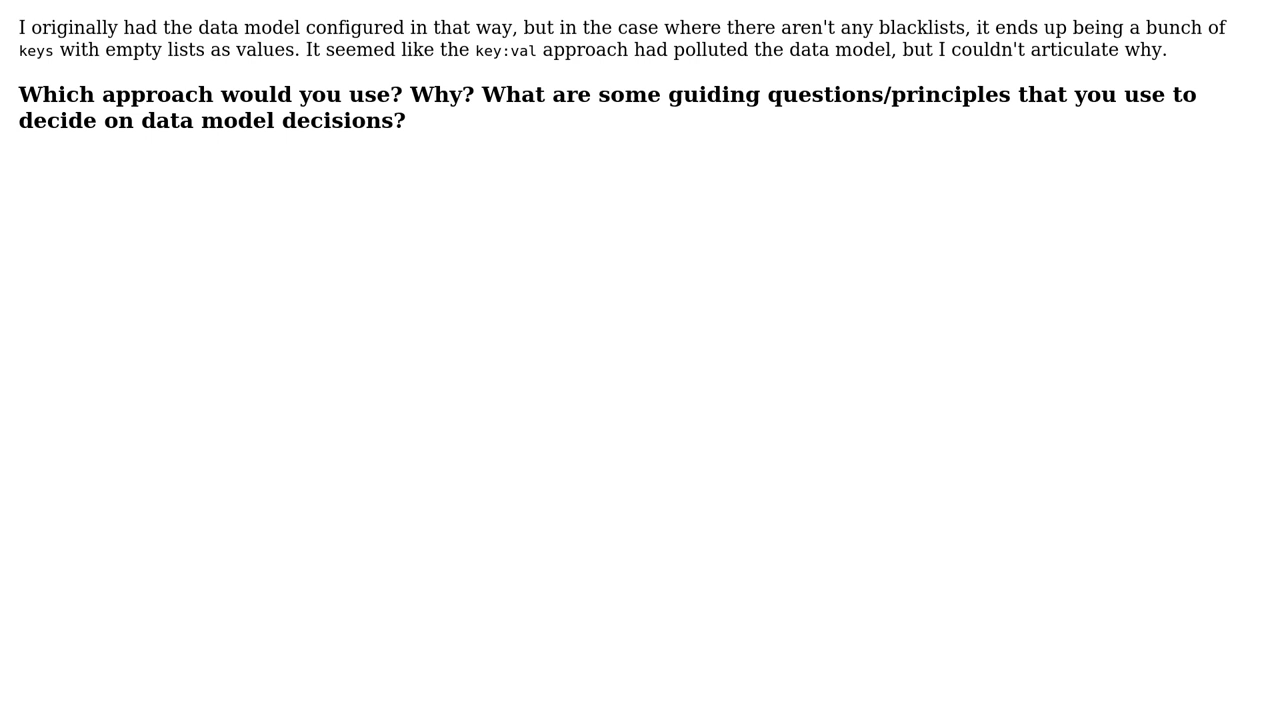 I originally had the data model configured in that way, but in the case where there aren't any blacklists, it ends up being a bunch of
keys with empty lists as values. It seemed like the key:val approach had polluted the data model, but I couldn't articulate why.
Which approach would you use? Why? What are some guiding questions/principles that you use to
decide on data model decisions?